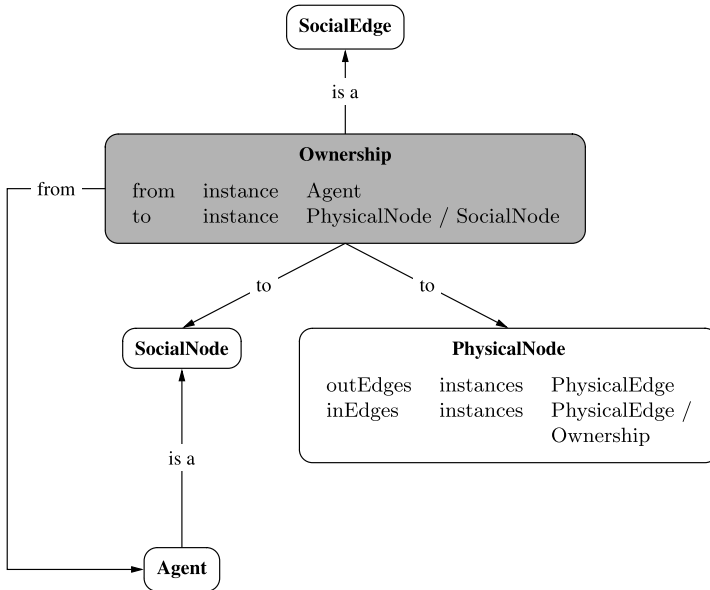 SocialEdge
is a
Ownership
from instance Agent
to instance PhysicalNode / SocialNode
from
to
to
SocialNode
PhysicalNode
outEdges instances PhysicalEdge
inEdges instances PhysicalEdge /
Ownership
is a
Agent